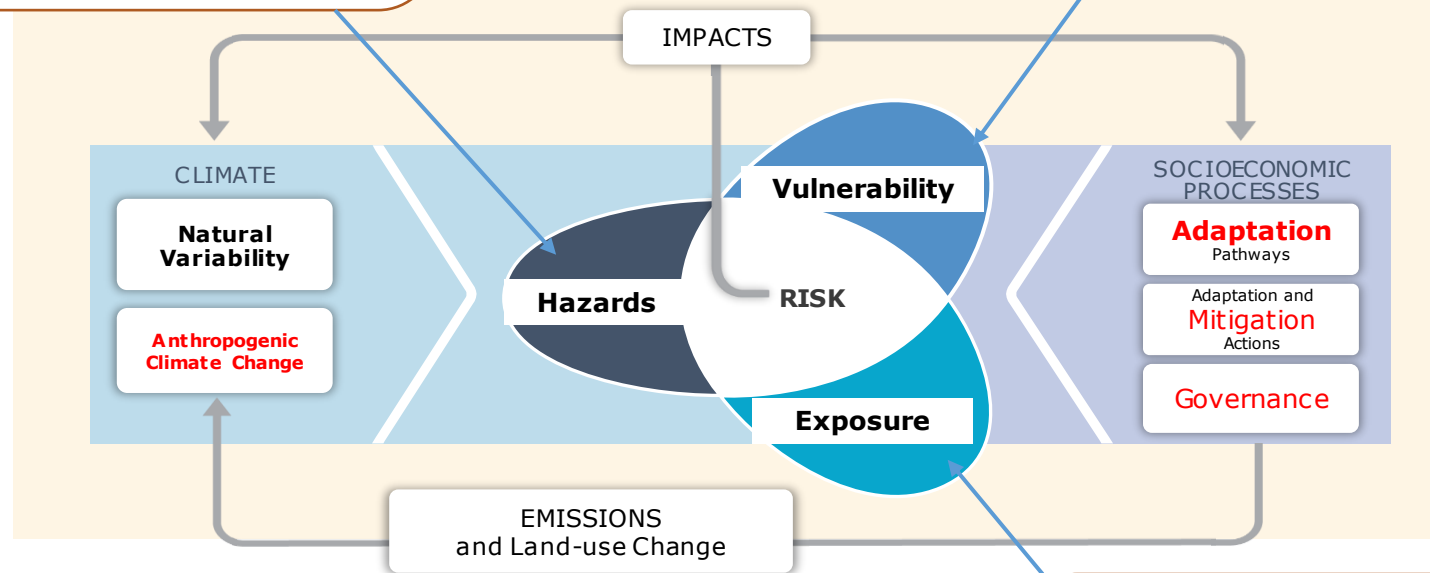 IMPACTS
CLIMATE
Natural
Variability
Anthropogenic
Climate Change
Vulnerability
Hazards
RISK
Exposure
SOCIOECONOMIC
PROCESSES
Adaptation
Pathways
Adaptation and
Mitigation
Actions
Governance
EMISSIONS
and Land-use Change